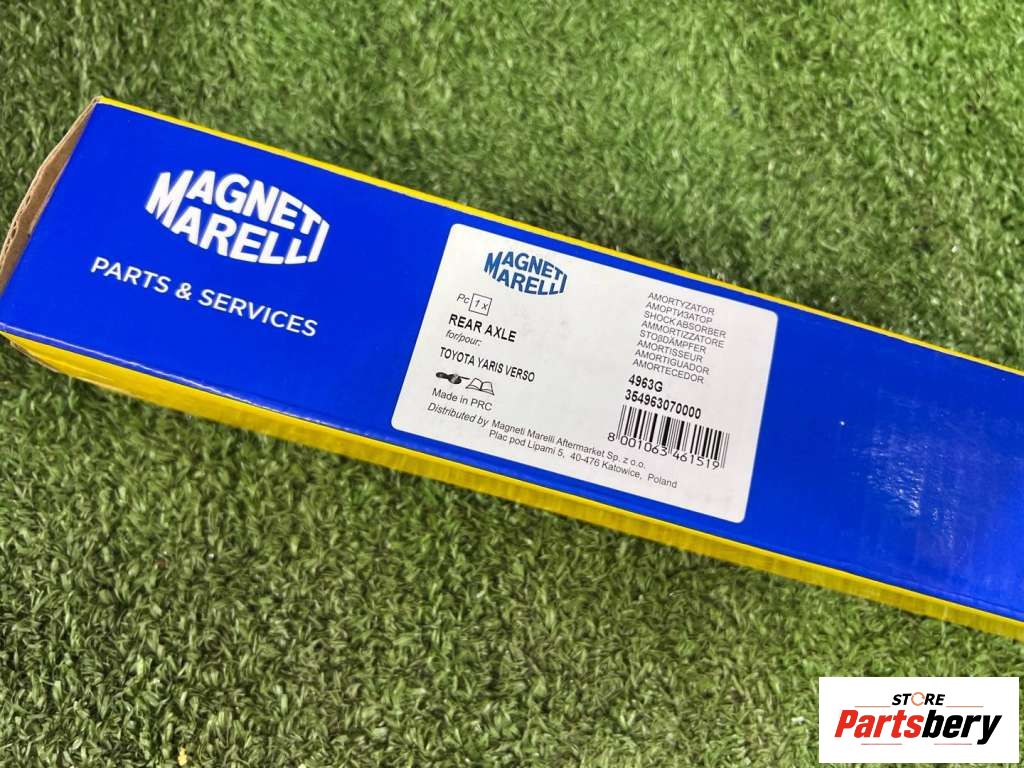 MAGNETI
MARELLI
PARTS & SERVICES
MAGNETI
MARELLI
Pc 1 x
REAR AXLE
for/pour:
TOYOTA YARIS VERSO
Made in PRC
Distributed by Magneti Marelli Aftermarket Sp. z o.o.
Plac pod Lipami 5, 40-476 Katowice, Poland
AMORTYZATOR
АМОРТИЗАТОР
SHOCK ABSORBER
AMMORTIZZATORE
STOßDÄMPFER
AMORTISSEUR
AMORTIGUADOR
AMORTECEDOR
4963G
354963070000
8 001063 461519
STORE
Partsbery